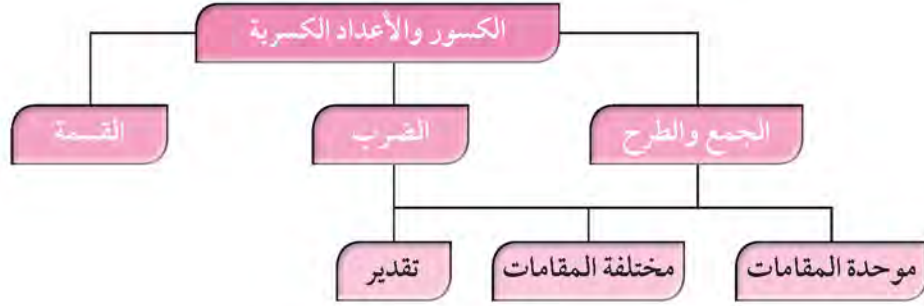 الكسور والأعداد الكسرية
الجمع والطرح
الضرب
القسمة
موحدة المقامات
مختلفة المقامات
تقدير